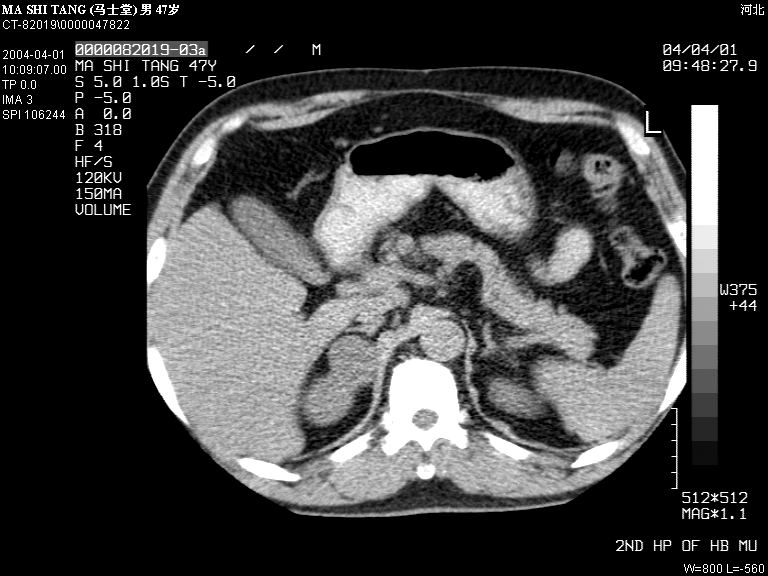 MA SHI TANG (马士堂) 男 47岁
河北
CT-82019\0000047822
2004-04-01
10:09:07.00
TP 0.0
IMA 3
SPI 106244
0000082019-03a / / M
MA SHI TANG 47Y
S 5.0 1.0S T -5.0
P -5.0
A 0.0
B 318
F 4
HF/S
120KV
150MA
VOLUME
04/04/01
09:48:27.9
L
W375
+44
512*512
MAG*1.1
2ND HP OF HB MU
W=800 L=-560